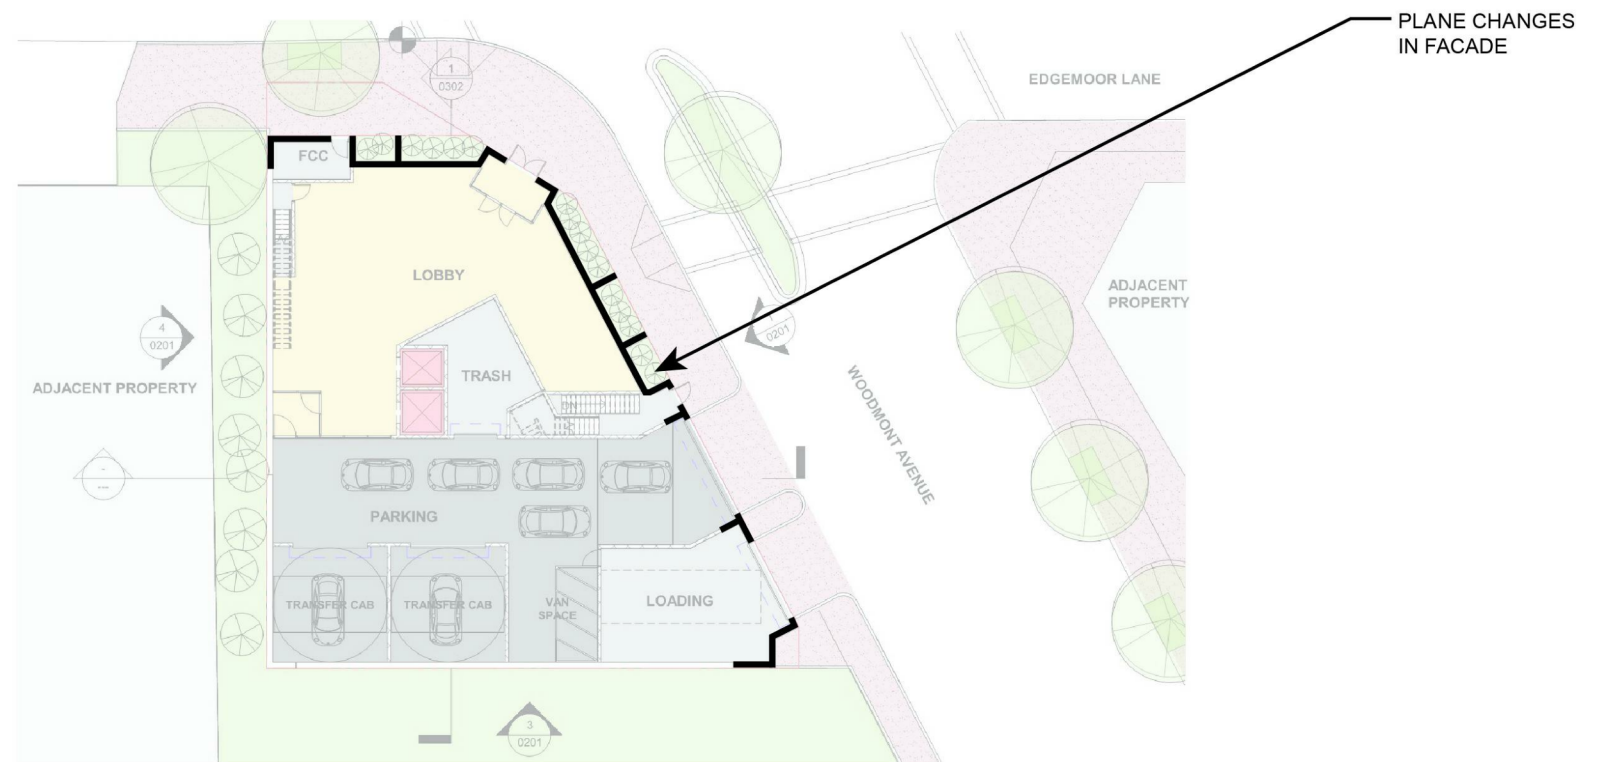 PLANE CHANGES
IN FACADE
EDGEMOOR LANE
1
0302
FCC
LOBBY
ADJACENT
PROPERTY
4
0201
0201
ADJACENT PROPERTY
TRASH
DN
WOODMONT AVENUE
PARKING
TRANSFER CAB
TRANSFER CAB
VAN
SPACE
LOADING
3
0201